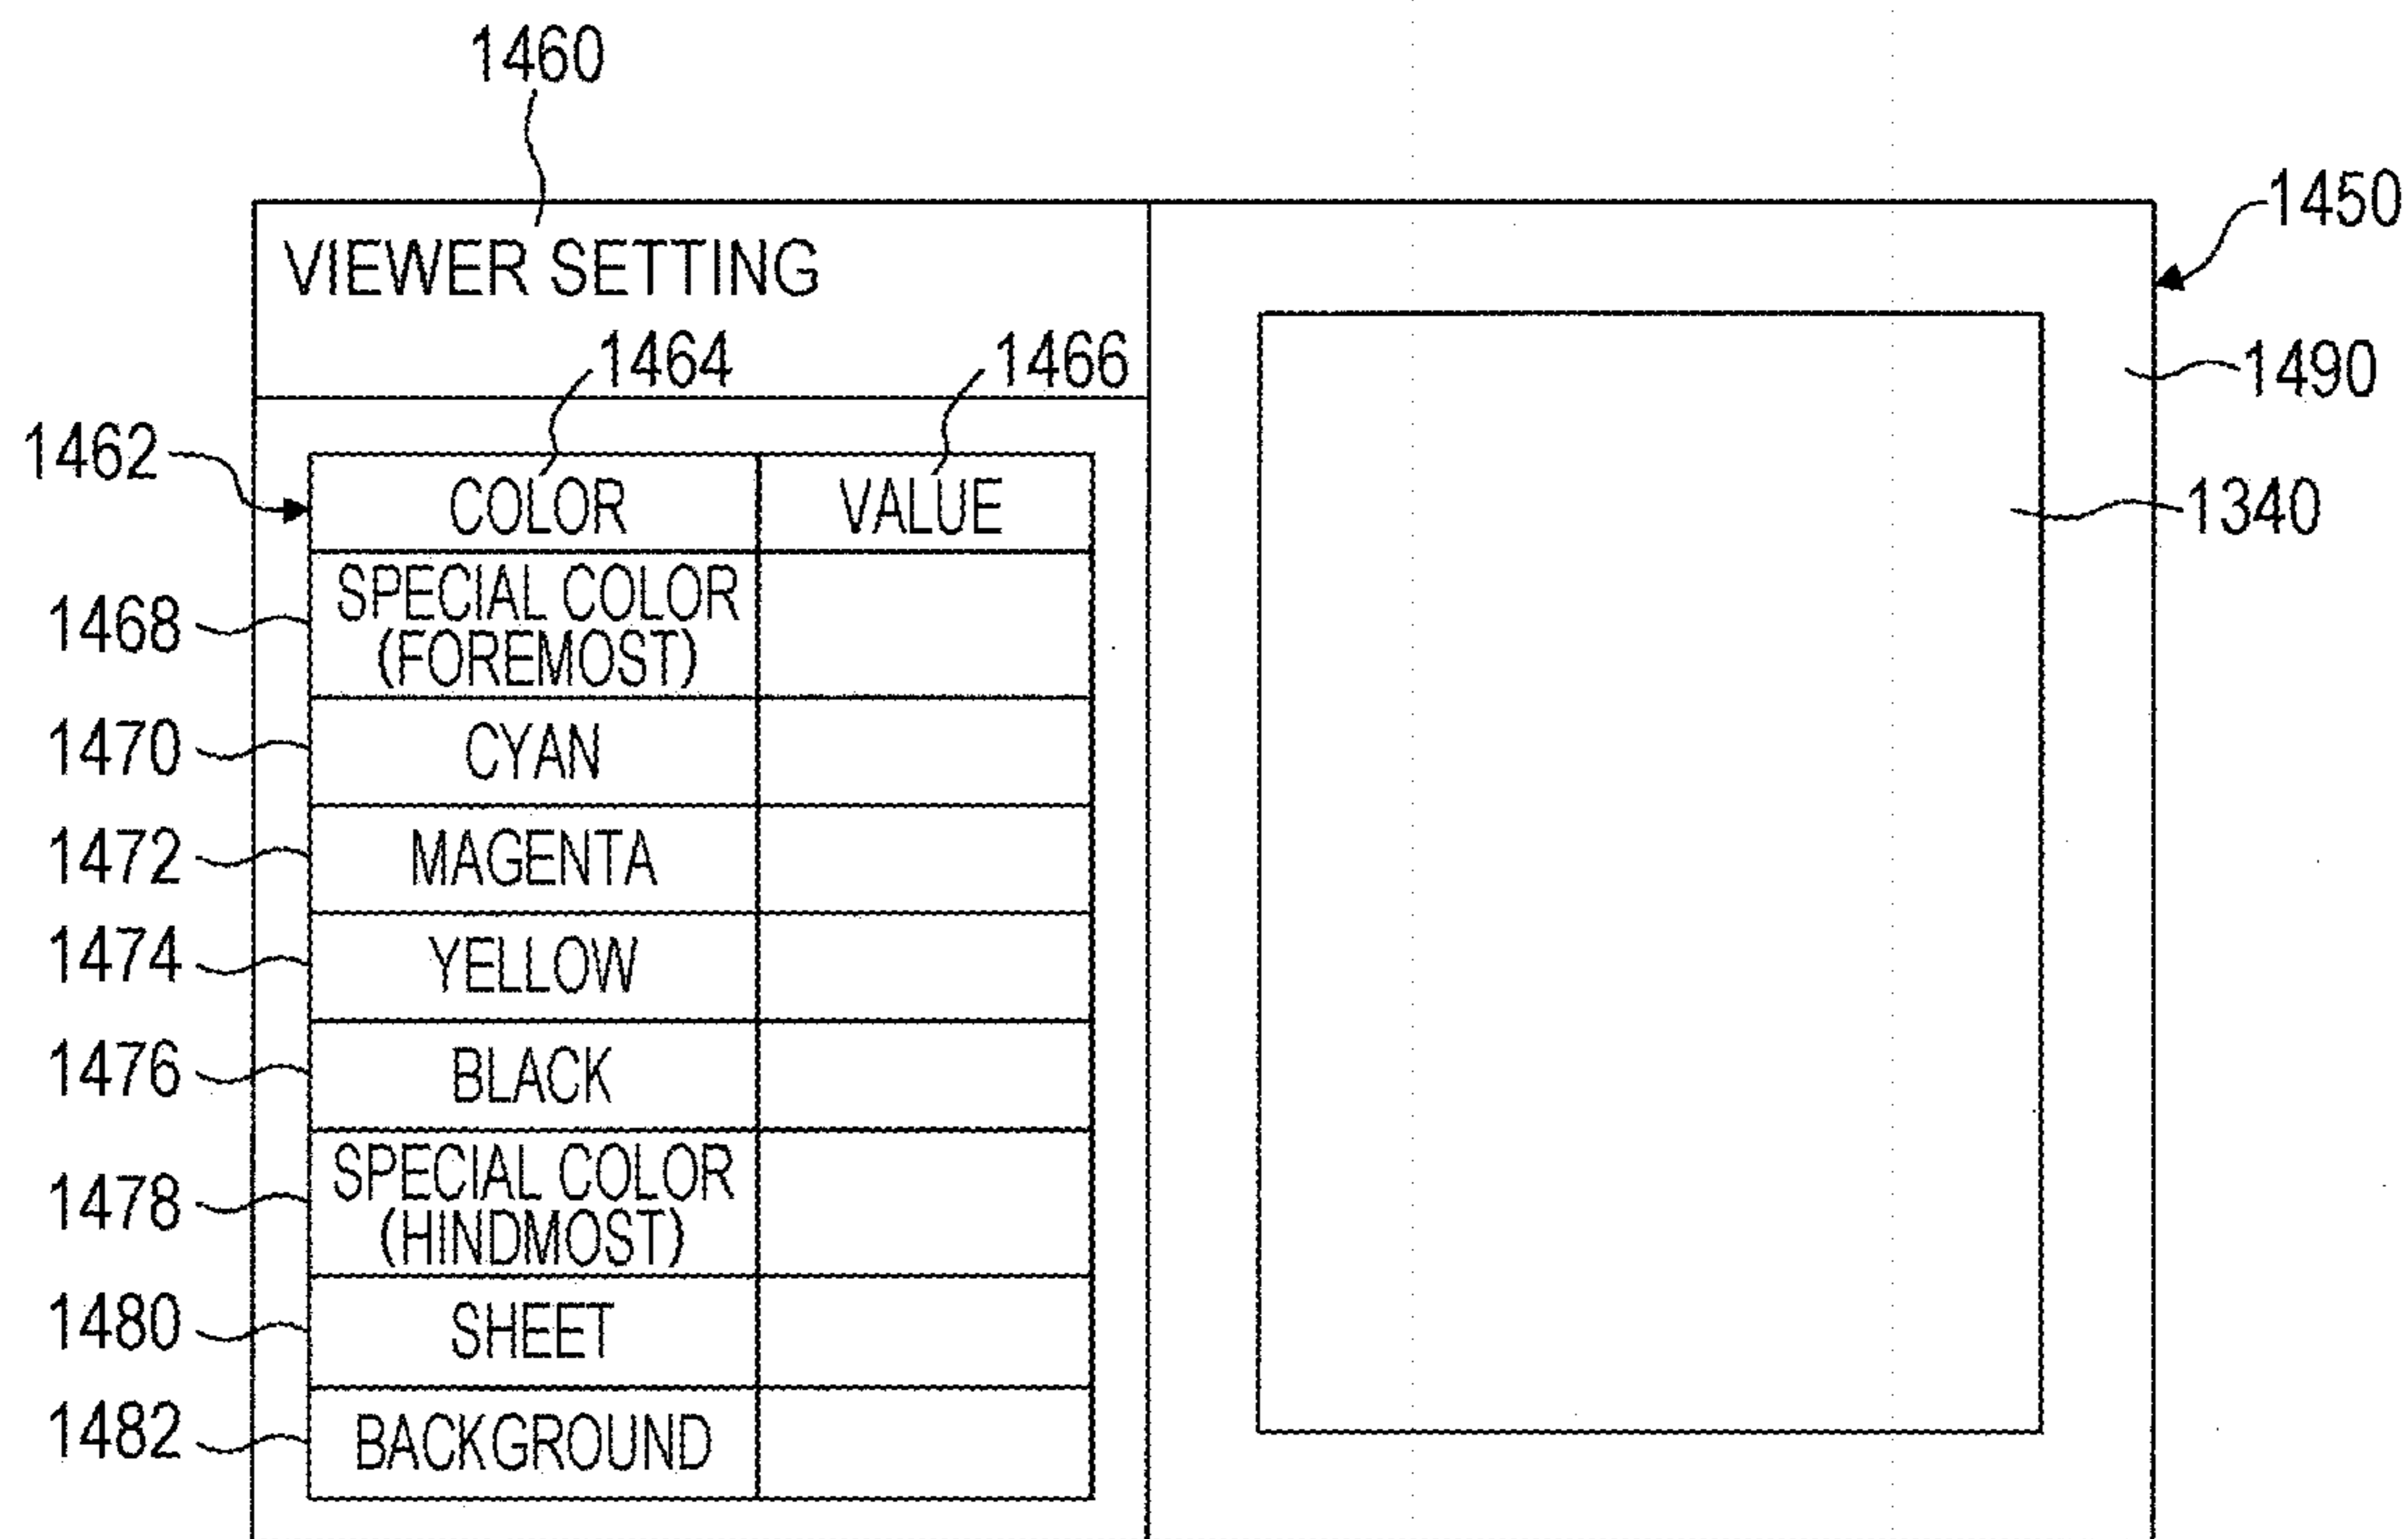 1460
1450
VIEWER SETTING
1464
1466
1490
1462
COLOR
VALUE
1340
1468
SPECIAL COLOR
(FOREMOST)
1470
CYAN
1472
MAGENTA
1474
YELLOW
1476
BLACK
1478
SPECIAL COLOR
(HINDMOST)
1480
SHEET
1482
BACKGROUND